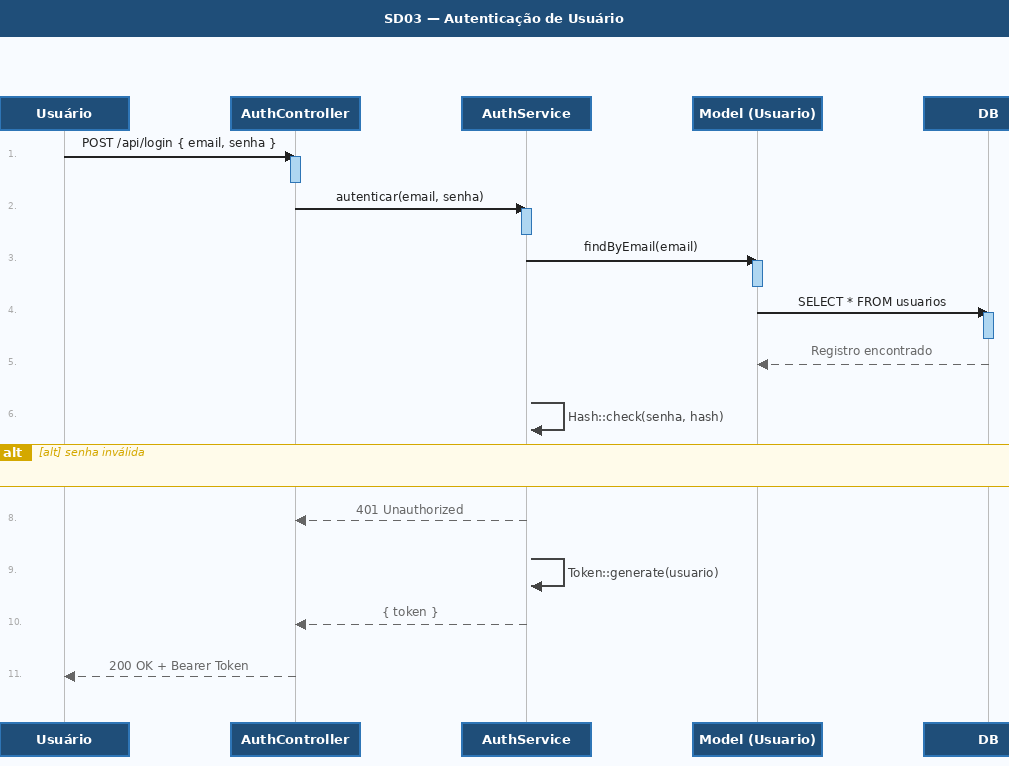 SD03 — Autenticação de Usuário
Usuário AuthController AuthService Model (Usuario) DB
POST /api/login { email, senha }
1.
autenticar(email, senha)
2.
findByEmail(email)
3.
SELECT * FROM usuarios
4.
Registro encontrado
5.
6. Hash::check(senha, hash)
alt [alt] senha inválida
401 Unauthorized
8.
9. Token::generate(usuario)
{ token }
10.
200 OK + Bearer Token
11.
Usuário AuthController AuthService Model (Usuario) DB